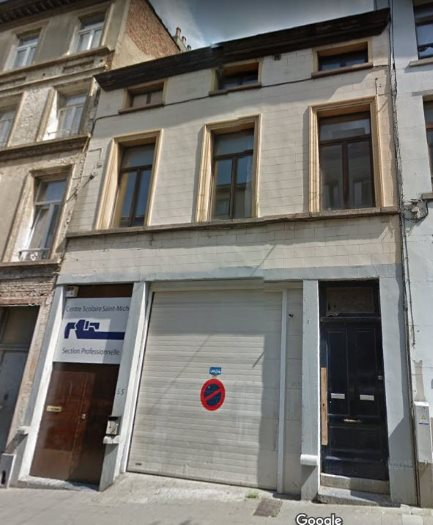 Centre Scolaire Saint-Mich
Section Professionnelle
Google